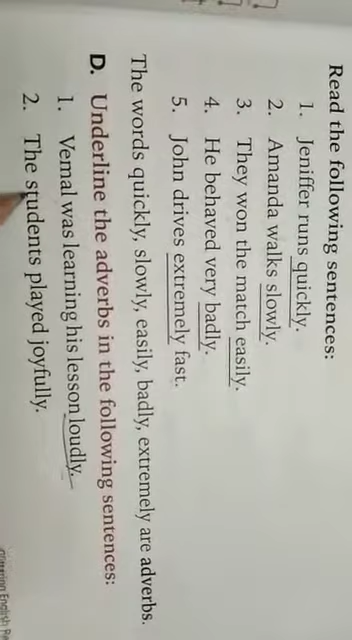 Read the following sentences:
1. Jeniffer runs quickly.
2. Amanda walks slowly.
3. They won the match easily.
4. He behaved very badly.
5. John drives extremely fast.
The words quickly, slowly, easily, badly, extremely are adverbs.
D. Underline the adverbs in the following sentences:
1. Vemal was learning his lesson loudly.
2. The students played joyfully.
English